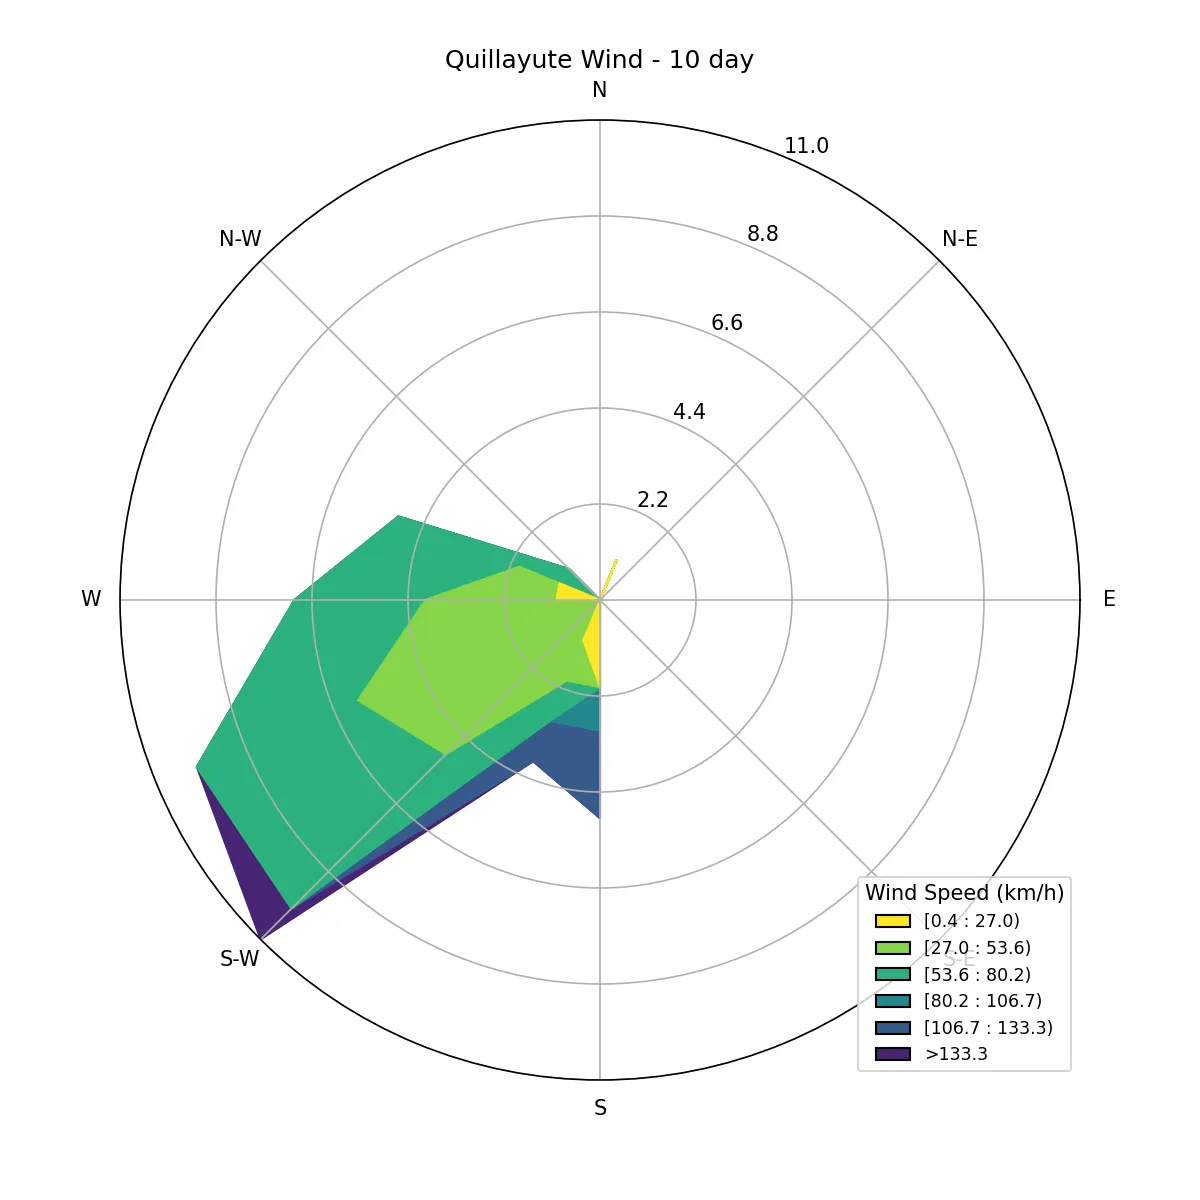 Quillayute Wind - 10 day
N
11.0
8.8
N-W
N-E
6.6
4.4
2.2
W
E
Wind Speed (km/h)
[0.4 : 27.0)
[27.0 : 53.6)
S-W
S-E
[53.6 : 80.2)
[80.2 : 106.7)
[106.7 : 133.3)
>133.3
S